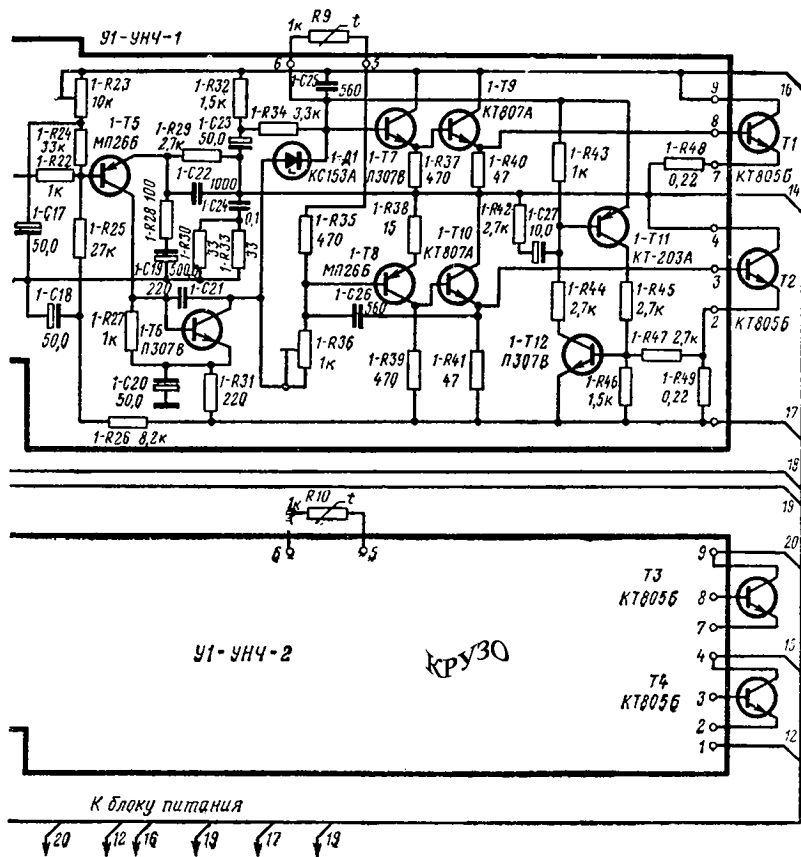 1к R9 t
У1-УНЧ-1
6 5
1-R23
10к
1-R32
1,5к
1-C25
560
1-T9
КТ807А
9 16
1-R24
33к
1-T5
МП26Б
1-R29
2,7к
1-C23
50,0
1-R34 3,3к
8
T1
КТ805Б
1-R22
1к
1-Д1
КС153А
1-T7
П307В
1-R37
470
1-R40
47
1-R43
1к
1-R48
0,22
7
1-C22
1000
14
1-C17
50,0
1-R25
27к
1-R28 100
1-C24
0,1
1-R30
33
1-R33
33
1-R35
470
1-R38
15
1-T10
КТ807А
1-R42
2,7к
1-C27
10,0
1-T11
КТ-203А
4
1-T8
МП26Б
3
T2
КТ805Б
1-C19 500,0
220
1-C21
1-C26
560
1-R44
2,7к
1-R45
2,7к
2
1-C18
50,0
1-R27
1к
1-T6
П307В
1-R36
1к
1-T12
П307В
1-R47 2,7к
1-C20
50,0
1-R31
220
1-R39
470
1-R41
47
1-R46
1,5к
1-R49
0,22
1-R26 8,2к
17
18
19
1к R10 t
6 5
20
9
T3
КТ805Б
8
7
У1-УНЧ-2
КРУЗО
4
T4
КТ805Б
3
2
1
12
К блоку питания
20 12 16 19 17 13